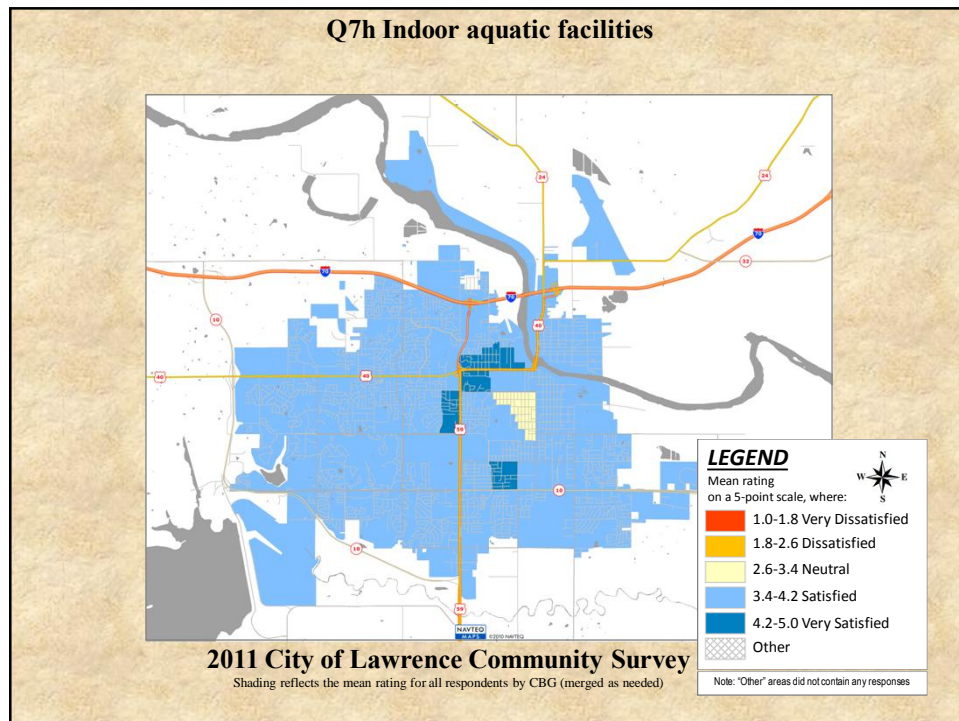 Q7h Indoor aquatic facilities
24
24
70
32
70
70
10
40
40
40
59
10
10
59
NAVTEQ
MAPS
©2010 NAVTEQ
LEGEND
N
W
E
S
Mean rating
on a 5-point scale, where:
1.0-1.8 Very Dissatisfied
1.8-2.6 Dissatisfied
2.6-3.4 Neutral
3.4-4.2 Satisfied
4.2-5.0 Very Satisfied
Other
Note: “Other” areas did not contain any responses
2011 City of Lawrence Community Survey
Shading reflects the mean rating for all respondents by CBG (merged as needed)